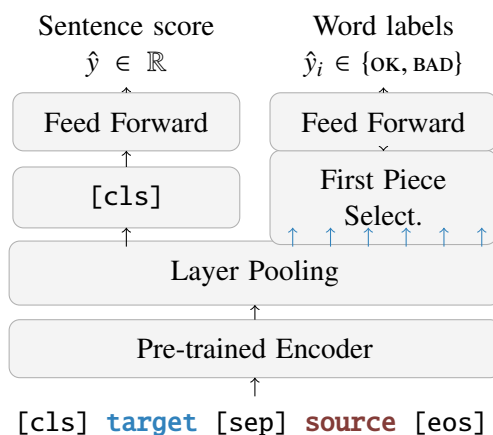 Sentence score
ŷ ∈ ℝ
Word labels
ŷᵢ ∈ {OK, BAD}
Feed Forward
Feed Forward
[cls]
First Piece
Select.
Layer Pooling
Pre-trained Encoder
[cls] target [sep] source [eos]